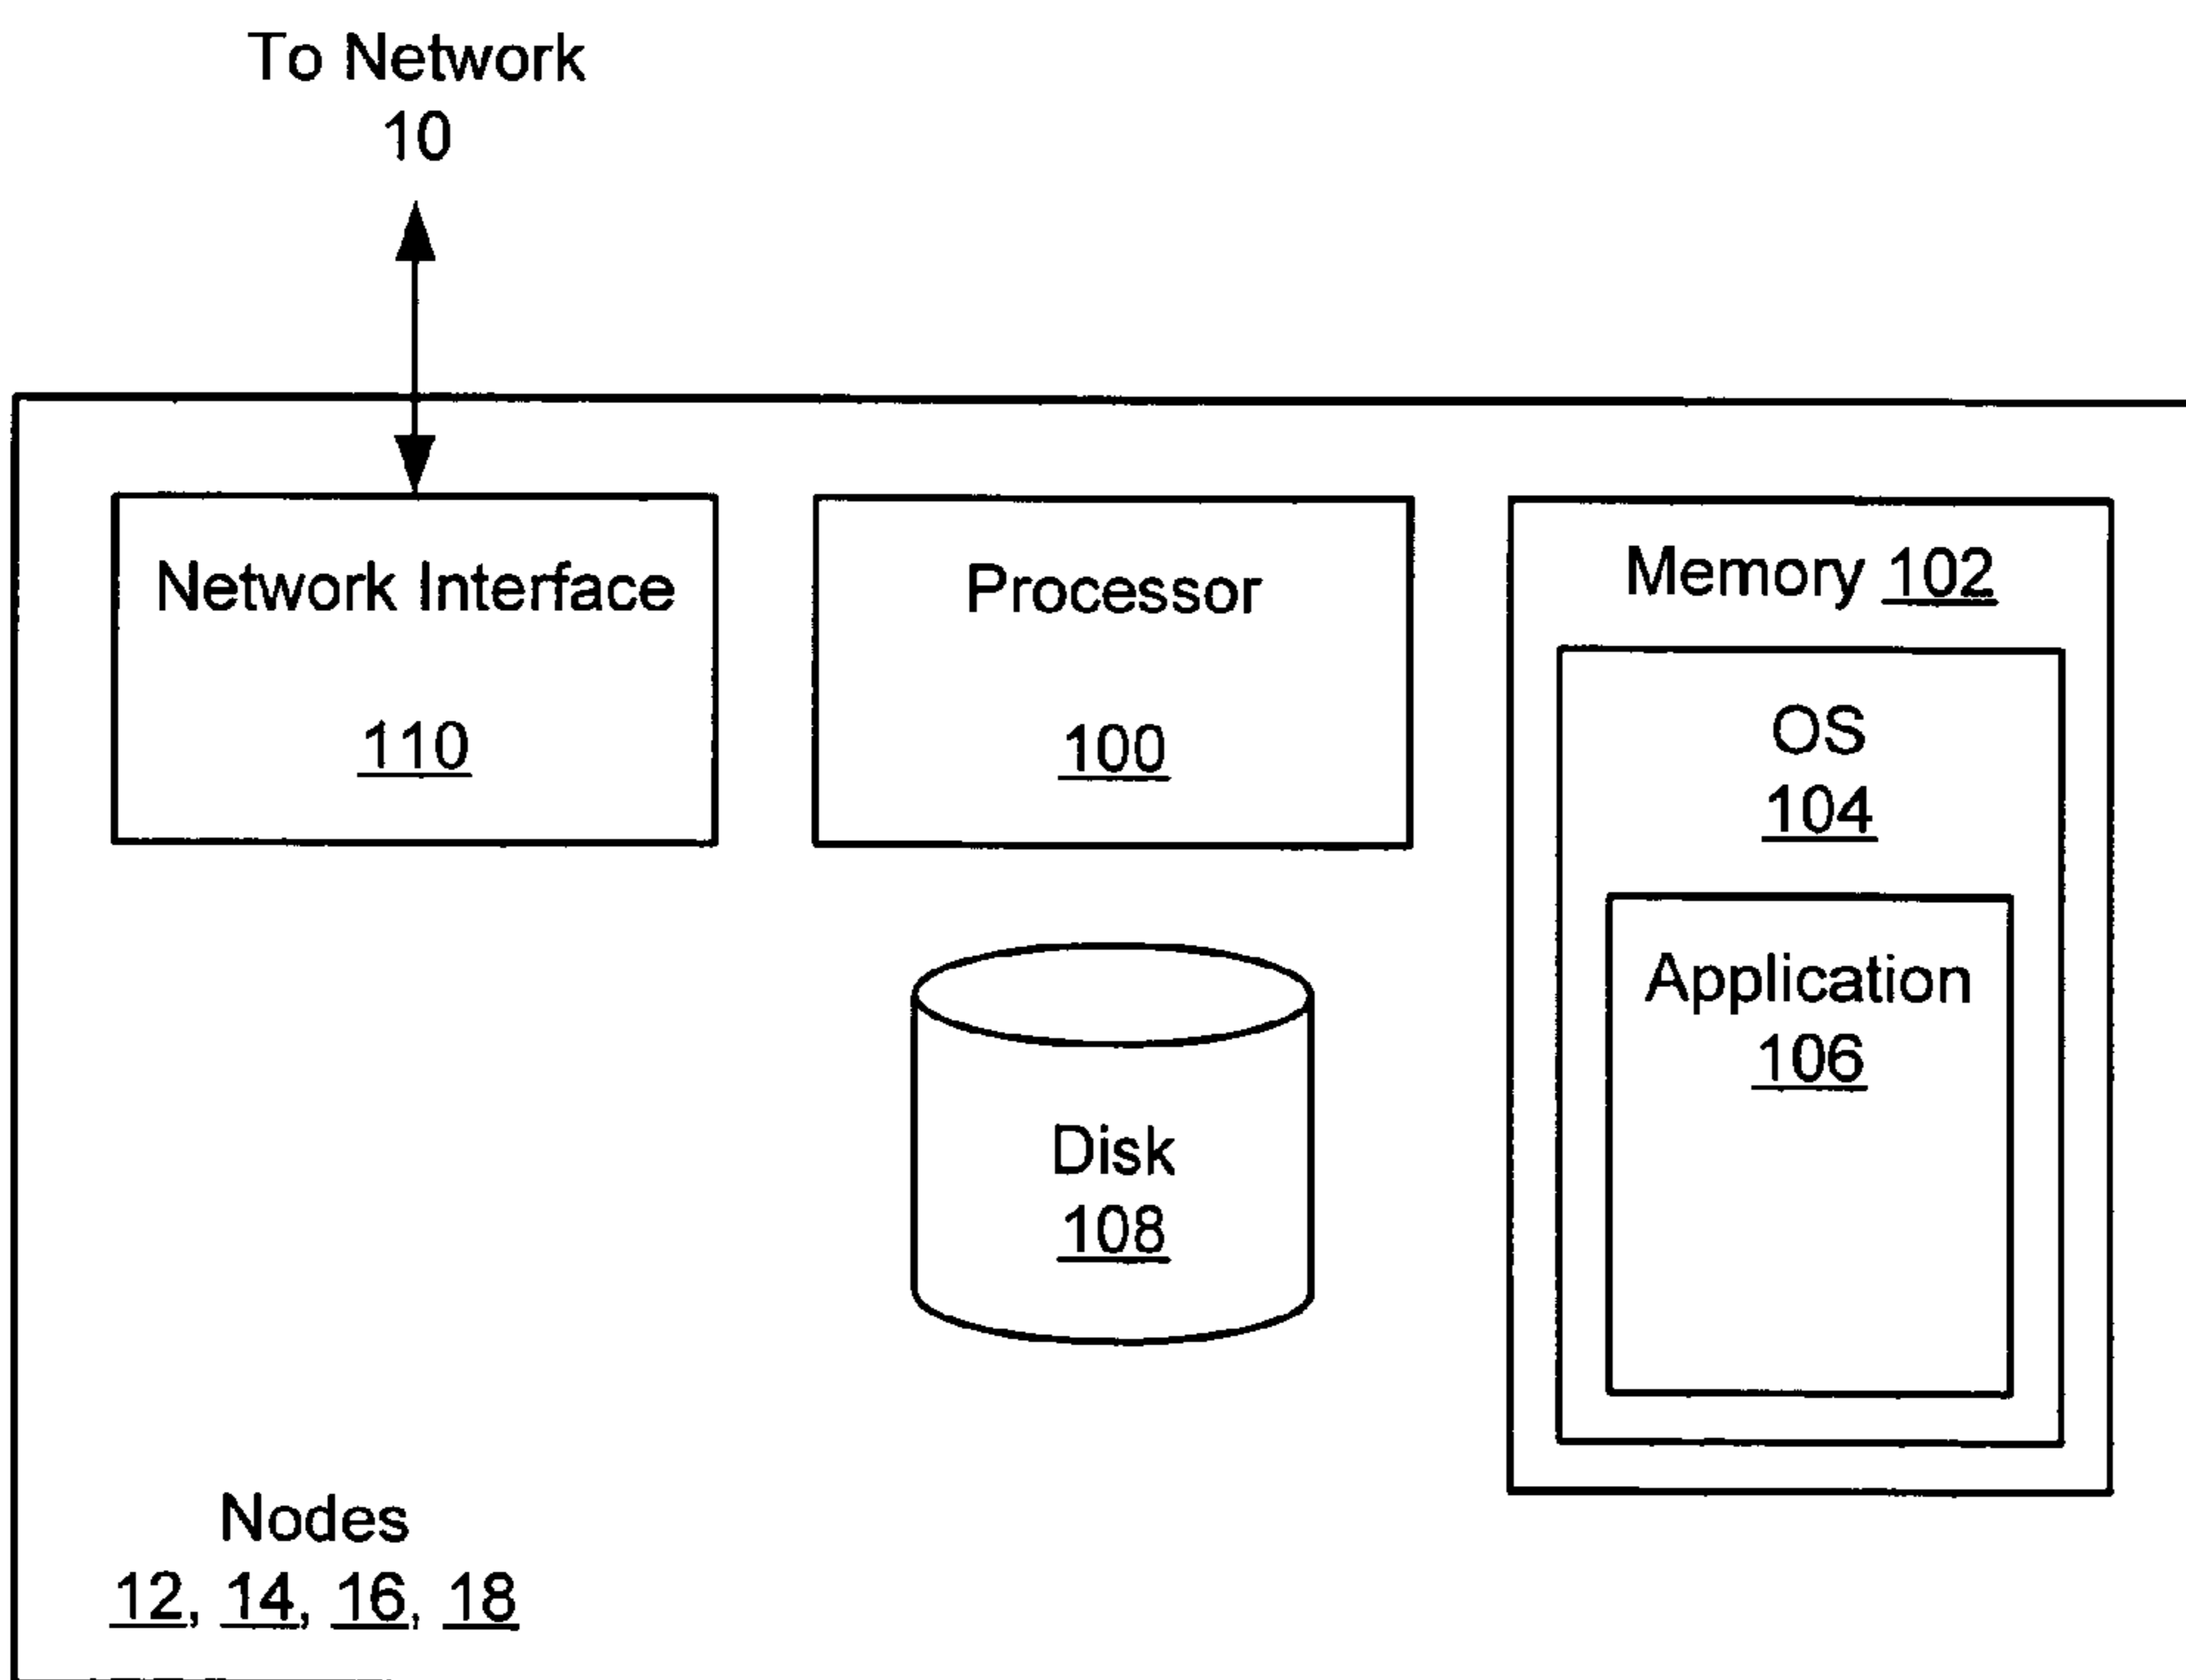 To Network
10
Network Interface
110
Processor
100
Memory 102
OS
104
Application
106
Disk
108
Nodes
12, 14, 16, 18